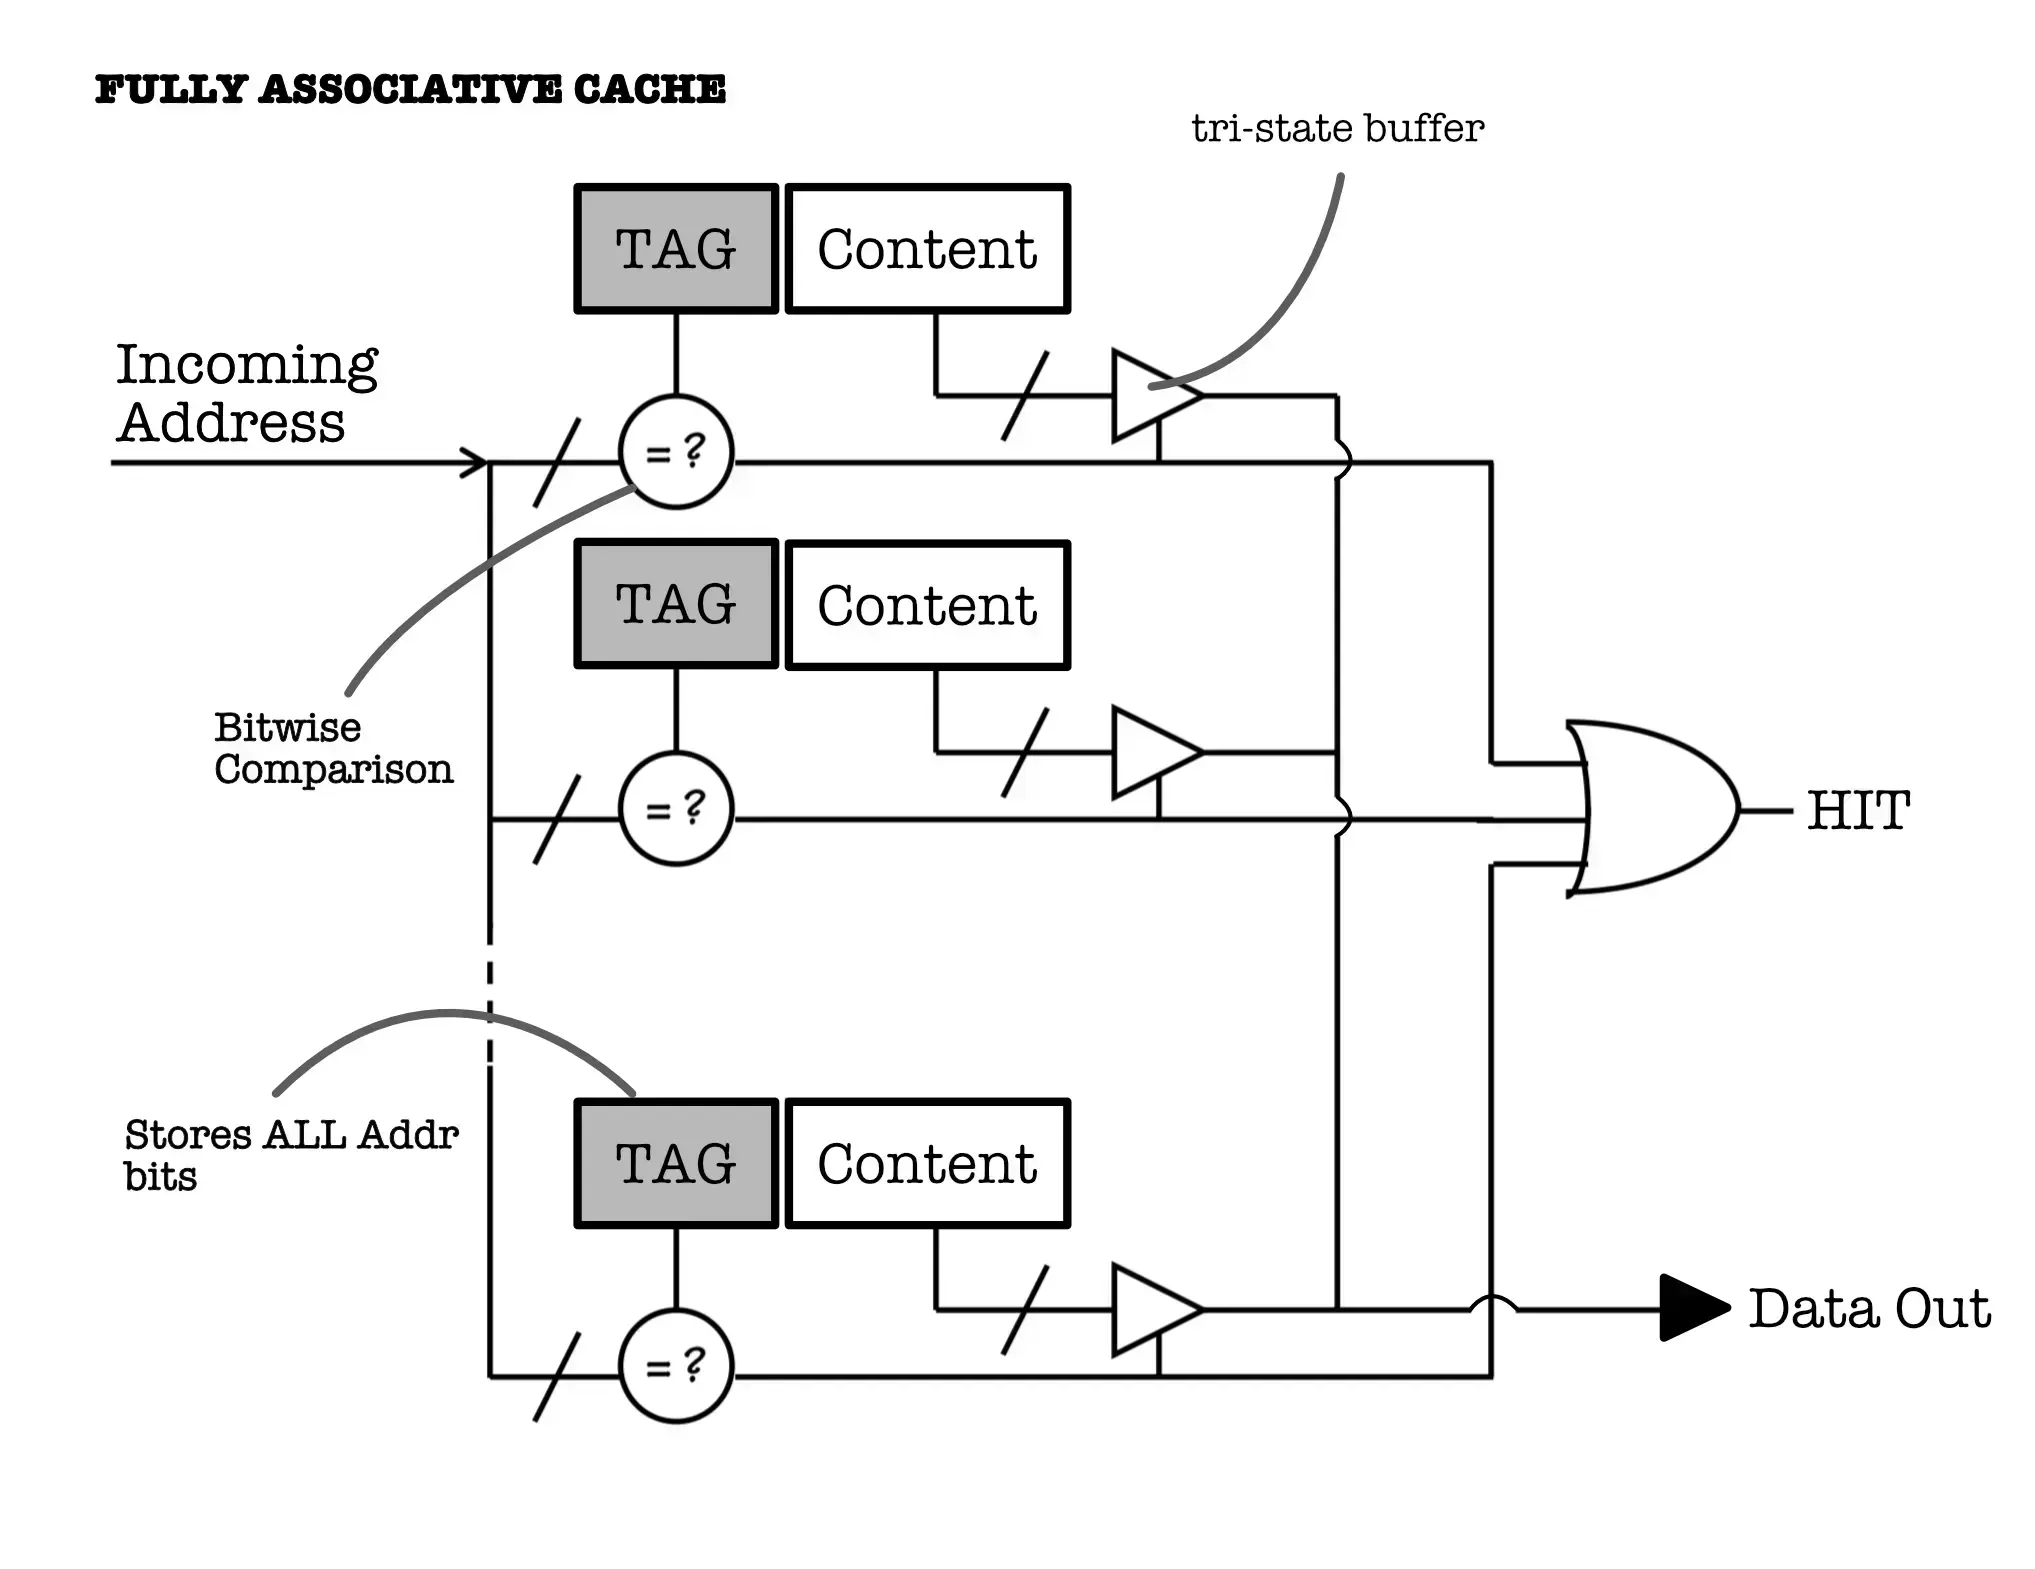 FULLY ASSOCIATIVE CACHE
tri-state buffer
TAG
Content
Incoming
Address
= ?
TAG
Content
Bitwise
Comparison
= ?
HIT
Stores ALL Addr
bits
TAG
Content
Data Out
= ?